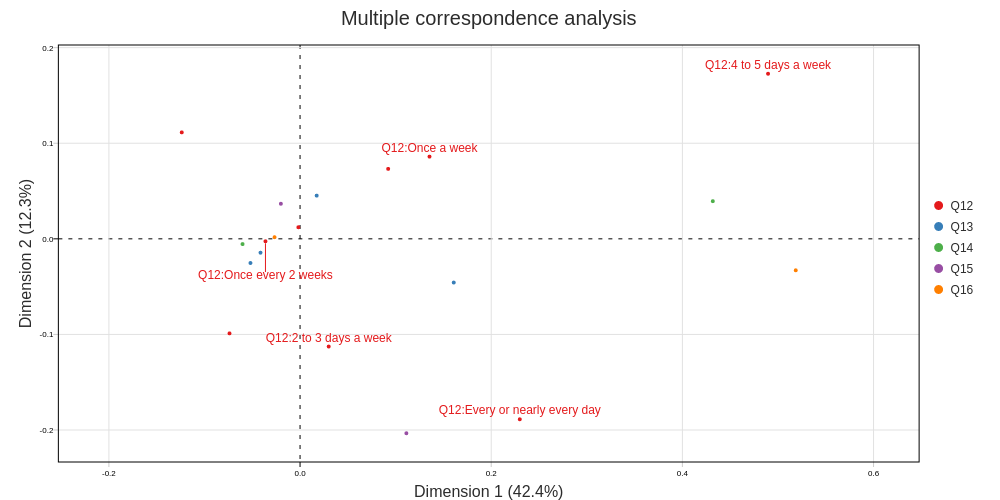 Multiple correspondence analysis
Dimension 2 (12.3%)
0.2
0.1
0.0
-0.1
-0.2
Q12:4 to 5 days a week
Q12:Once a week
Q12:Once every 2 weeks
Q12:2 to 3 days a week
Q12:Every or nearly every day
Q12
Q13
Q14
Q15
Q16
-0.2
0.0
0.2
0.4
0.6
Dimension 1 (42.4%)